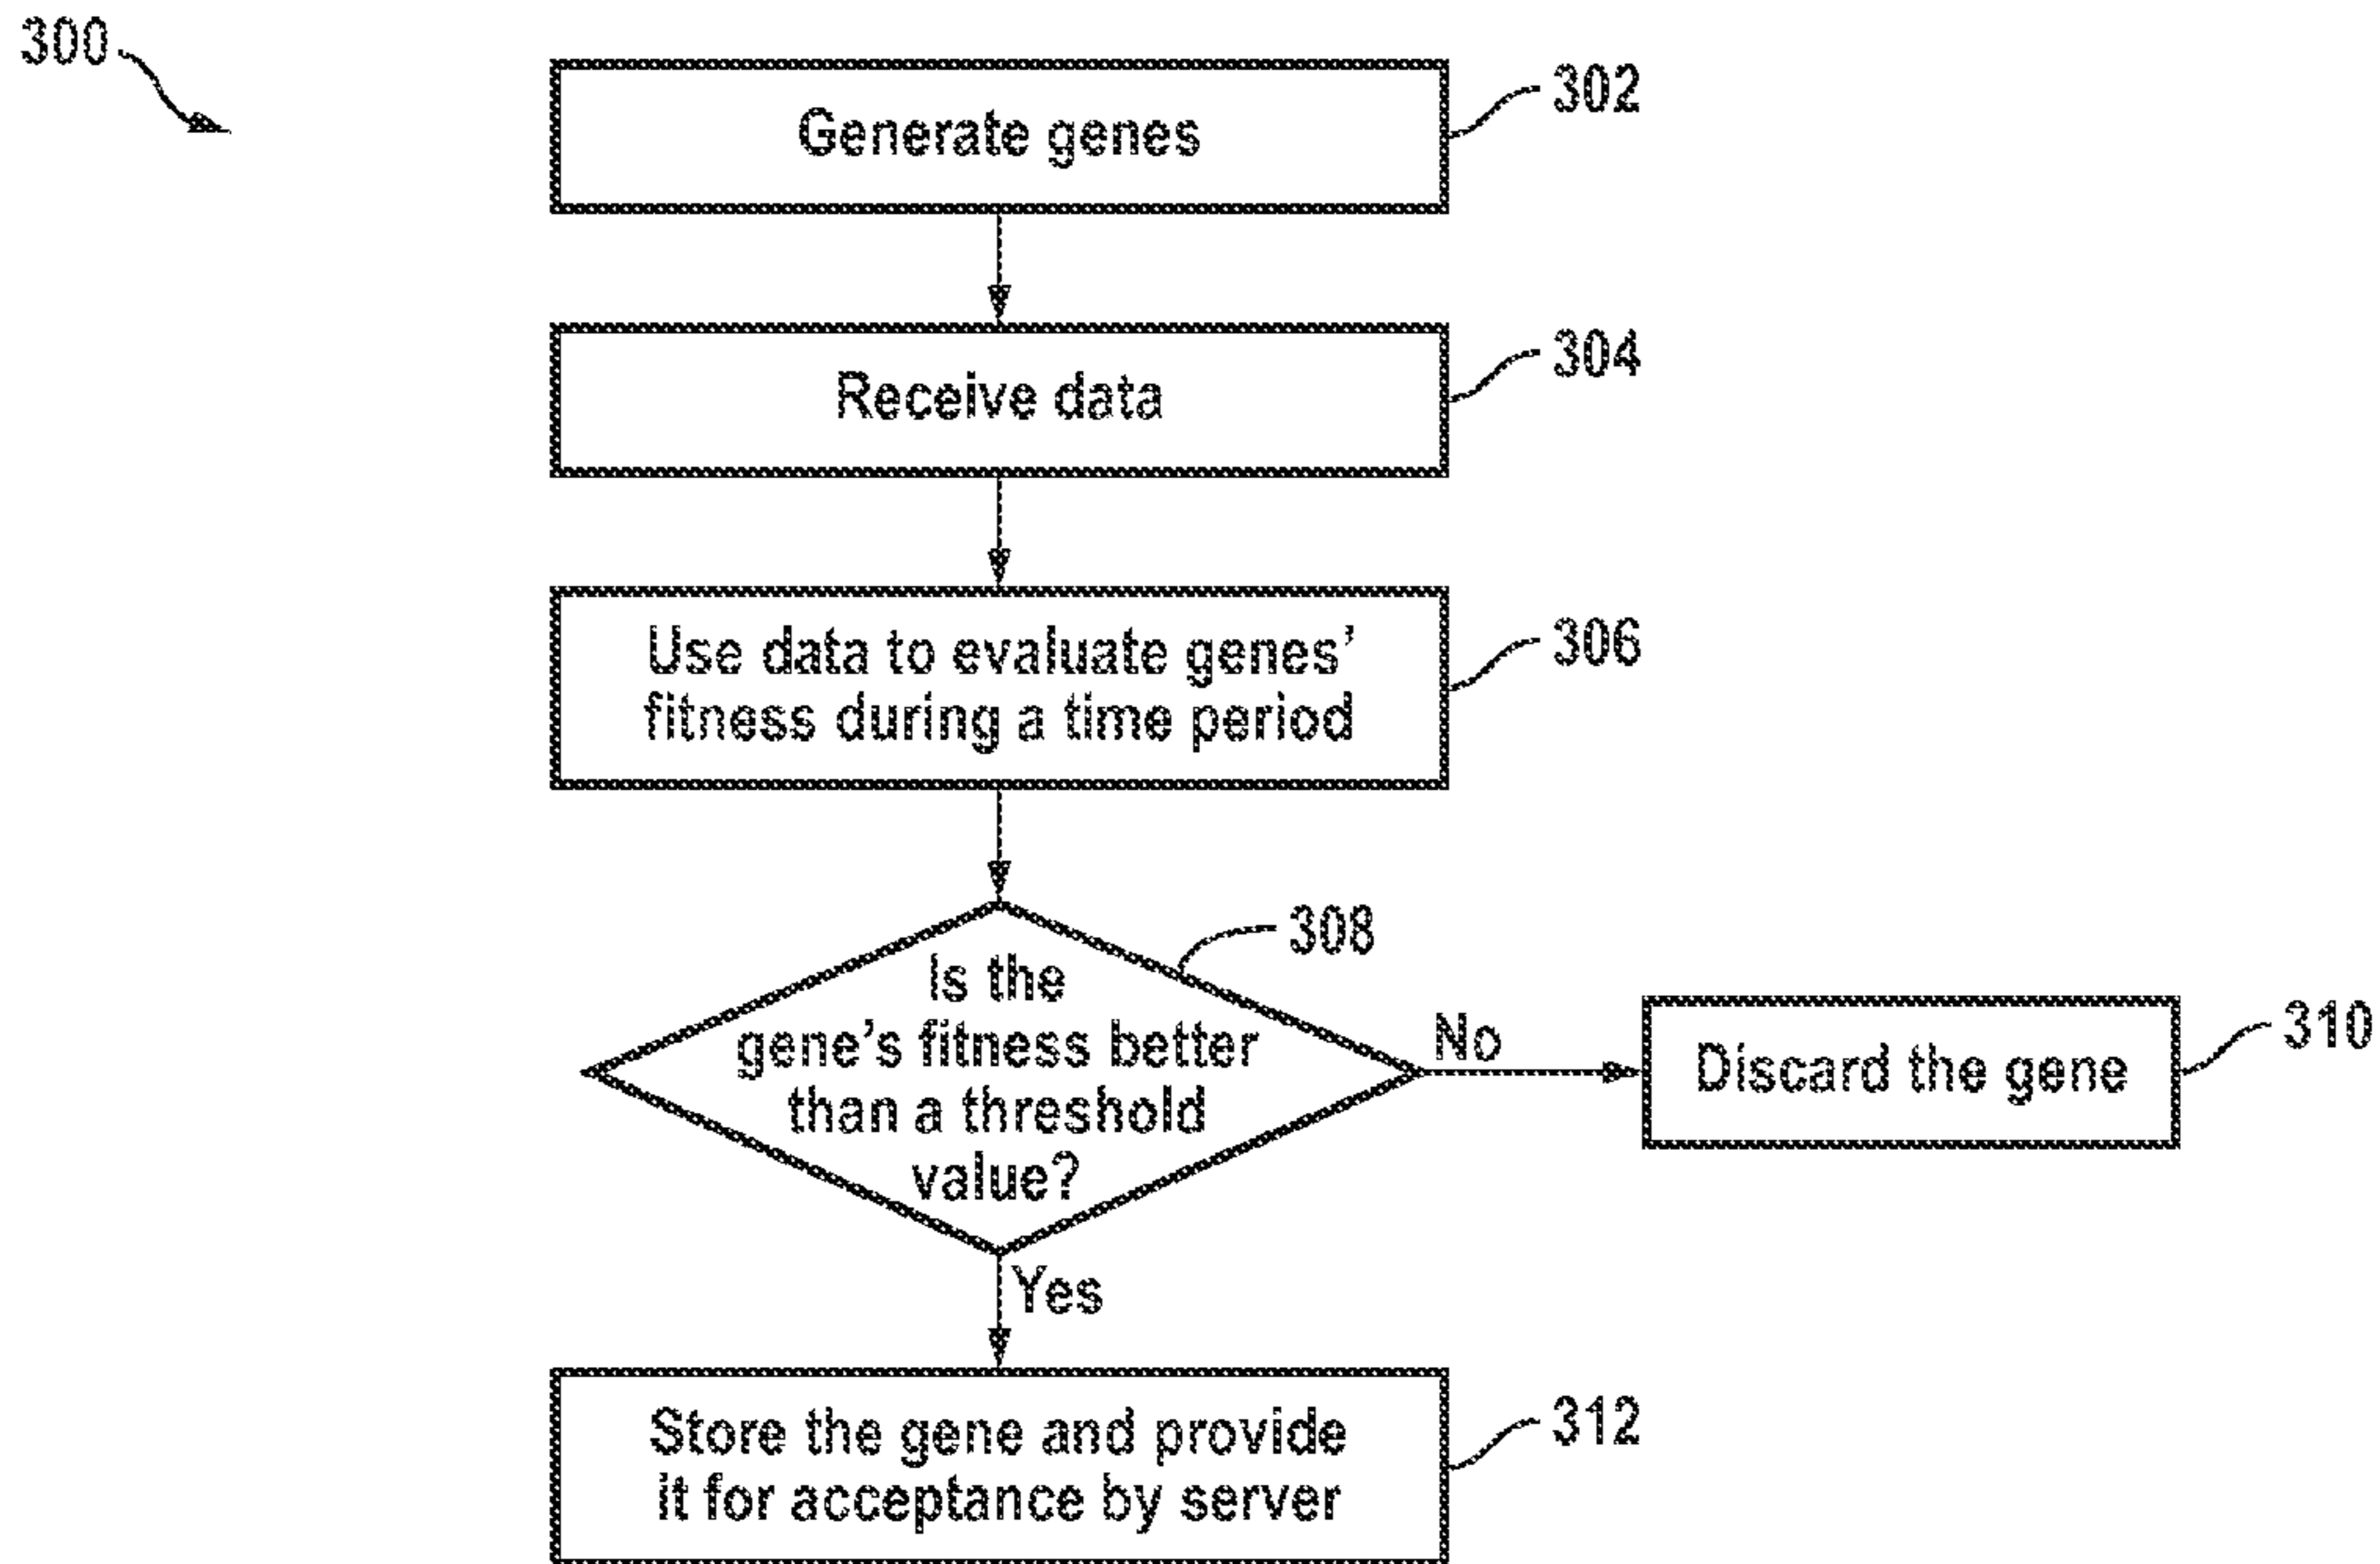 300
Generate genes
302
Receive data
304
Use data to evaluate genes’
fitness during a time period
306
Is the
gene’s fitness better
than a threshold
value?
308
No
Discard the gene
310
Yes
Store the gene and provide
it for acceptance by server
312